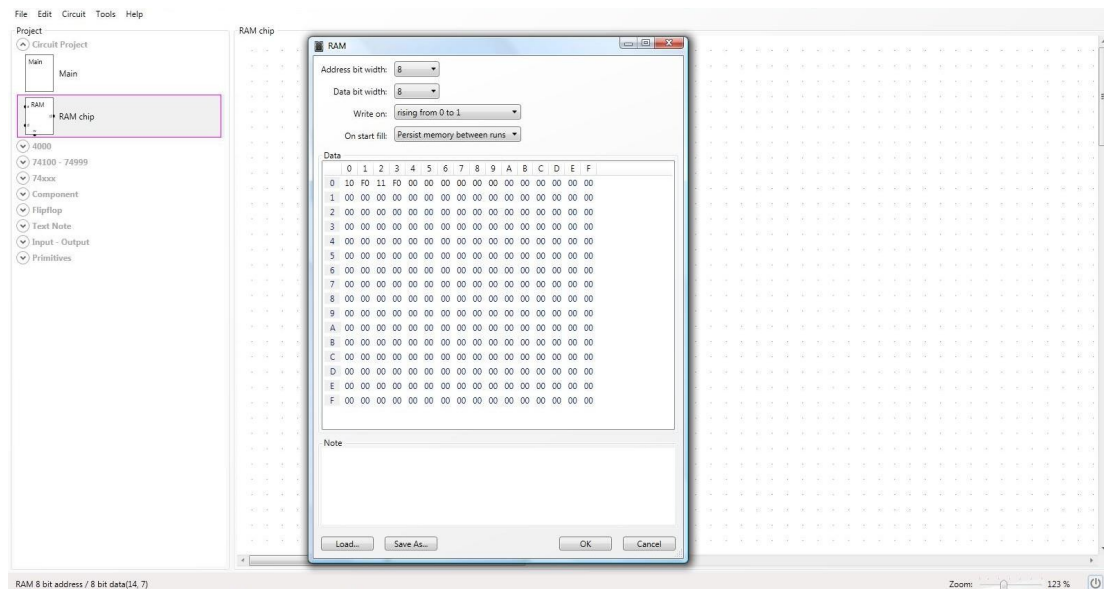 File Edit Circuit Tools Help
Project
Circuit Project
Main
Main
RAM
RAM chip
4000
74100 - 74999
74xxx
Component
Flipflop
Text Note
Input - Output
Primitives
RAM chip
RAM
Address bit width: 8
Data bit width: 8
Write on: rising from 0 to 1
On start fill: Persist memory between runs
Data
0 1 2 3 4 5 6 7 8 9 A B C D E F
0 10 F0 11 F0 00 00 00 00 00 00 00 00 00 00 00 00
1 00 00 00 00 00 00 00 00 00 00 00 00 00 00 00 00
2 00 00 00 00 00 00 00 00 00 00 00 00 00 00 00 00
3 00 00 00 00 00 00 00 00 00 00 00 00 00 00 00 00
4 00 00 00 00 00 00 00 00 00 00 00 00 00 00 00 00
5 00 00 00 00 00 00 00 00 00 00 00 00 00 00 00 00
6 00 00 00 00 00 00 00 00 00 00 00 00 00 00 00 00
7 00 00 00 00 00 00 00 00 00 00 00 00 00 00 00 00
8 00 00 00 00 00 00 00 00 00 00 00 00 00 00 00 00
9 00 00 00 00 00 00 00 00 00 00 00 00 00 00 00 00
A 00 00 00 00 00 00 00 00 00 00 00 00 00 00 00 00
B 00 00 00 00 00 00 00 00 00 00 00 00 00 00 00 00
C 00 00 00 00 00 00 00 00 00 00 00 00 00 00 00 00
D 00 00 00 00 00 00 00 00 00 00 00 00 00 00 00 00
E 00 00 00 00 00 00 00 00 00 00 00 00 00 00 00 00
F 00 00 00 00 00 00 00 00 00 00 00 00 00 00 00 00
Note
Load... Save As... OK Cancel
RAM 8 bit address / 8 bit data(14, 7)
Zoom: 123 %